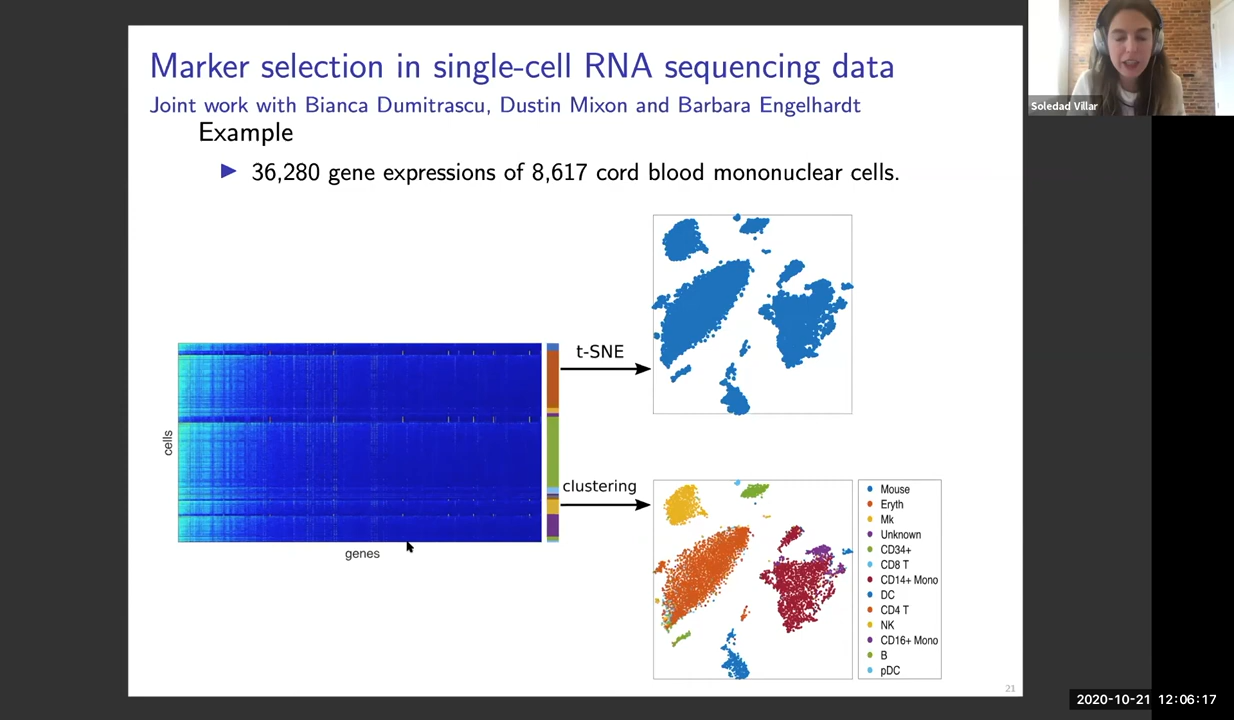 Marker selection in single-cell RNA sequencing data
Joint work with Bianca Dumitrascu, Dustin Mixon and Barbara Engelhardt
Example
36,280 gene expressions of 8,617 cord blood mononuclear cells.
Soledad Villar
t-SNE
cells
genes
clustering
Mouse
Eryth
Mk
Unknown
CD34+
CD8 T
CD14+ Mono
DC
CD4 T
NK
CD16+ Mono
B
pDC
21
2020-10-21 12:06:17